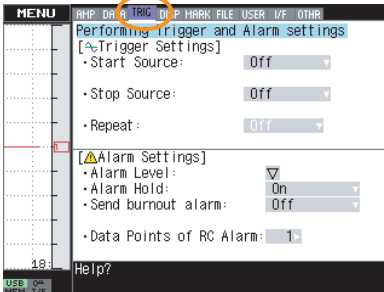 MENU AMP DATA TRIG DISP MARK FILE USER I/F OTHR
Performing Trigger and Alarm settings
[Trigger Settings]
・Start Source: Off
・Stop Source: Off
・Repeat: Off
[Alarm Settings]
・Alarm Level:
・Alarm Hold: On
・Send burnout alarm: Off
・Data Points of RC Alarm: 1
18:
Help?
USB
MEM I/F